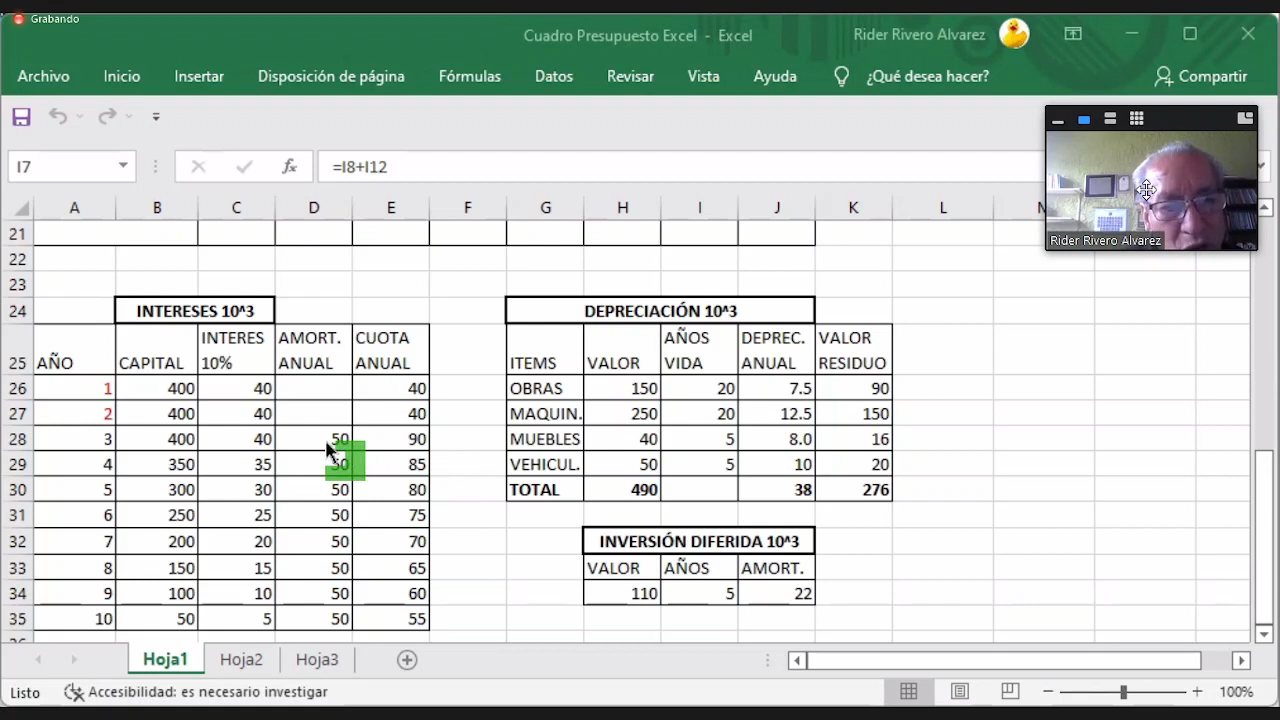 Grabando
Cuadro Presupuesto Excel - Excel
Rider Rivero Alvarez
Archivo Inicio Insertar Disposición de página Fórmulas Datos Revisar Vista Ayuda ¿Qué desea hacer? Compartir
I7 fx =I8+I12
Rider Rivero Alvarez
A B C D E F G H I J K L
21
22
23
24 INTERESES 10^3 DEPRECIACIÓN 10^3
INTERES AMORT. CUOTA AÑOS DEPREC. VALOR
25 AÑO CAPITAL 10% ANUAL ANUAL ITEMS VALOR VIDA ANUAL RESIDUO
26 1 400 40 40 OBRAS 150 20 7.5 90
27 2 400 40 40 MAQUIN. 250 20 12.5 150
28 3 400 40 50 90 MUEBLES 40 5 8.0 16
29 4 350 35 50 85 VEHICUL. 50 5 10 20
30 5 300 30 50 80 TOTAL 490 38 276
31 6 250 25 50 75
32 7 200 20 50 70 INVERSIÓN DIFERIDA 10^3
33 8 150 15 50 65 VALOR AÑOS AMORT.
34 9 100 10 50 60 110 5 22
35 10 50 5 50 55
Hoja1 Hoja2 Hoja3
Listo Accesibilidad: es necesario investigar 100%